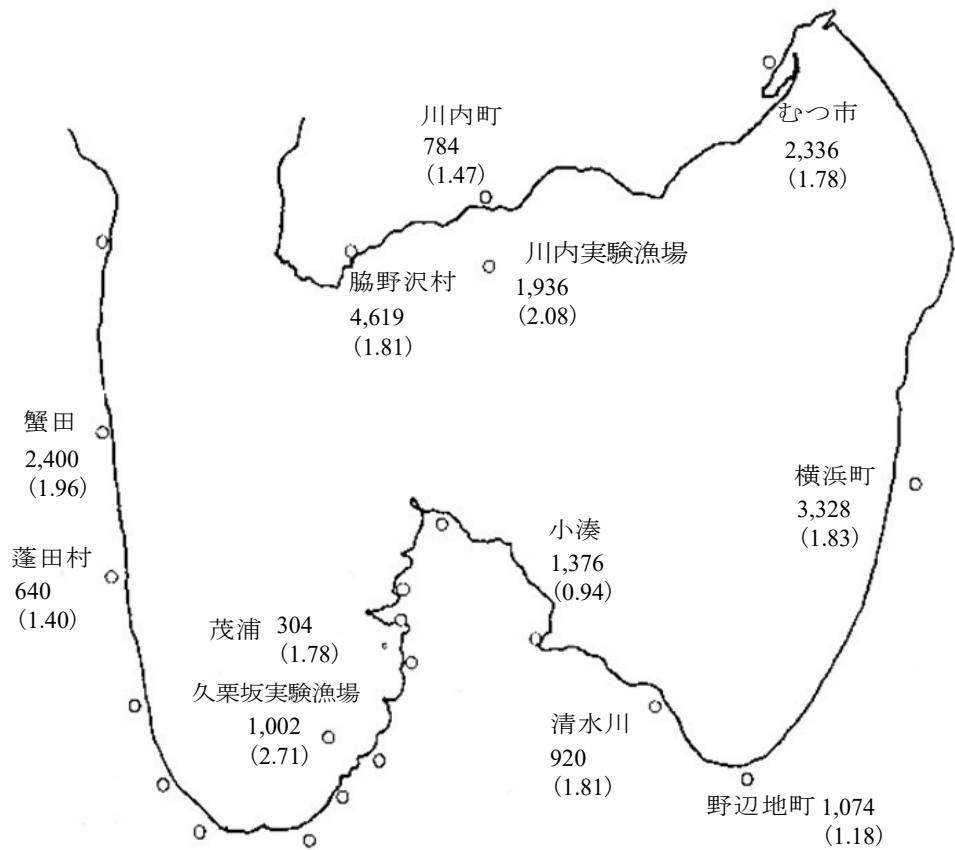 川内町
784
(1.47)
むつ市
2,336
(1.78)
脇野沢村
4,619
(1.81)
川内実験漁場
1,936
(2.08)
蟹田
2,400
(1.96)
横浜町
3,328
(1.83)
小湊
1,376
(0.94)
蓬田村
640
(1.40)
茂浦 304
(1.78)
久栗坂実験漁場
1,002
(2.71)
清水川
920
(1.81)
野辺地町 1,074
(1.18)